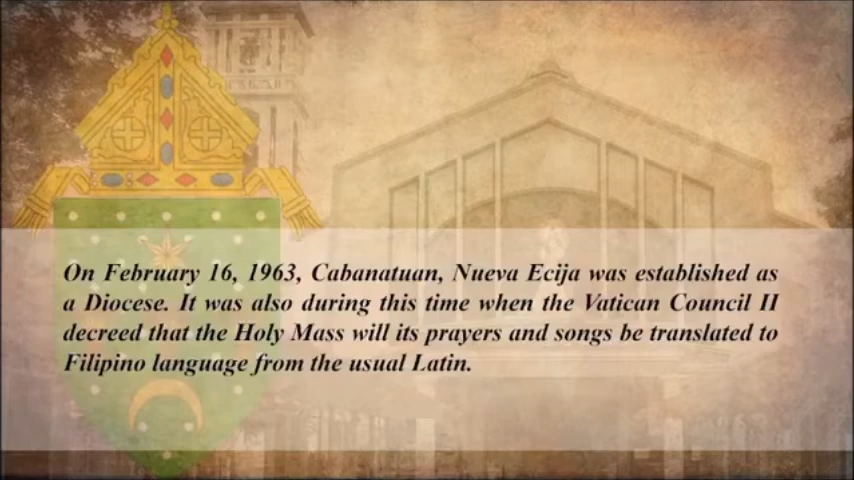 On February 16, 1963, Cabanatuan, Nueva Ecija was established as
a Diocese. It was also during this time when the Vatican Council II
decreed that the Holy Mass will its prayers and songs be translated to
Filipino language from the usual Latin.